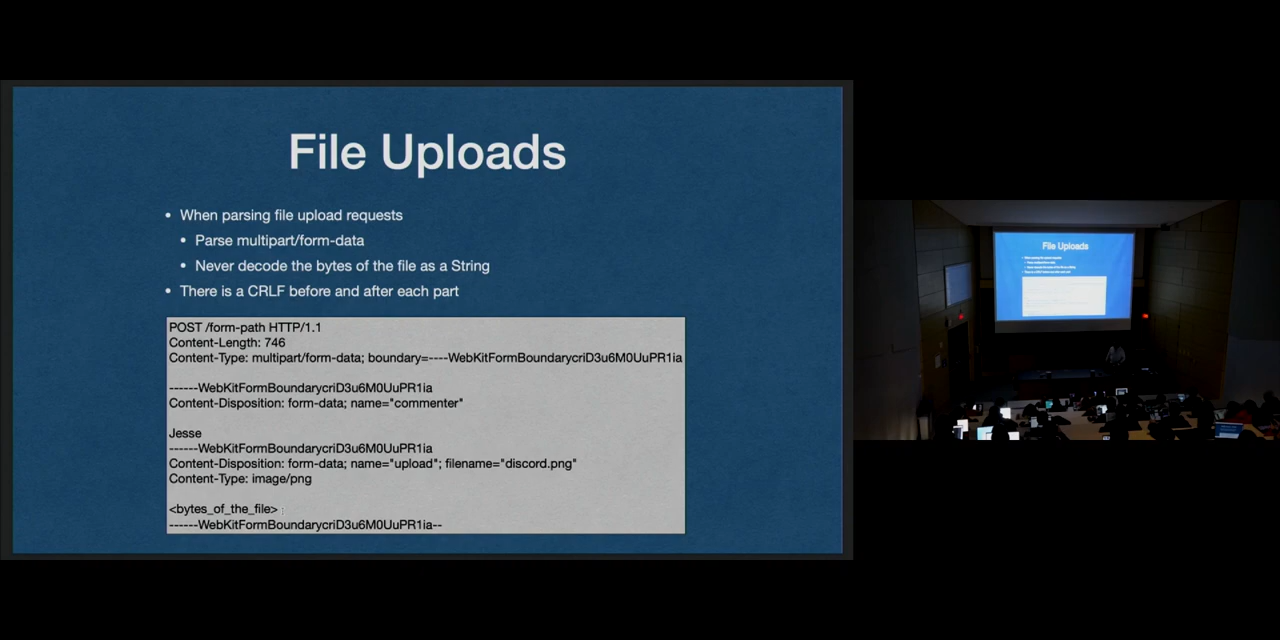 File Uploads
• When parsing file upload requests
• Parse multipart/form-data
• Never decode the bytes of the file as a String
• There is a CRLF before and after each part
POST /form-path HTTP/1.1
Content-Length: 746
Content-Type: multipart/form-data; boundary=----WebKitFormBoundarycriD3u6M0UuPR1ia
------WebKitFormBoundarycriD3u6M0UuPR1ia
Content-Disposition: form-data; name="commenter"
Jesse
------WebKitFormBoundarycriD3u6M0UuPR1ia
Content-Disposition: form-data; name="upload"; filename="discord.png"
Content-Type: image/png
<bytes_of_the_file>
------WebKitFormBoundarycriD3u6M0UuPR1ia--
File Uploads